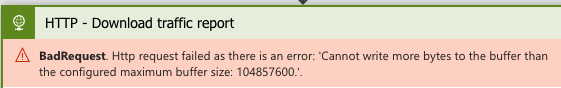 HTTP - Download traffic report
BadRequest. Http request failed as there is an error: 'Cannot write more bytes to the buffer than
the configured maximum buffer size: 104857600.'.